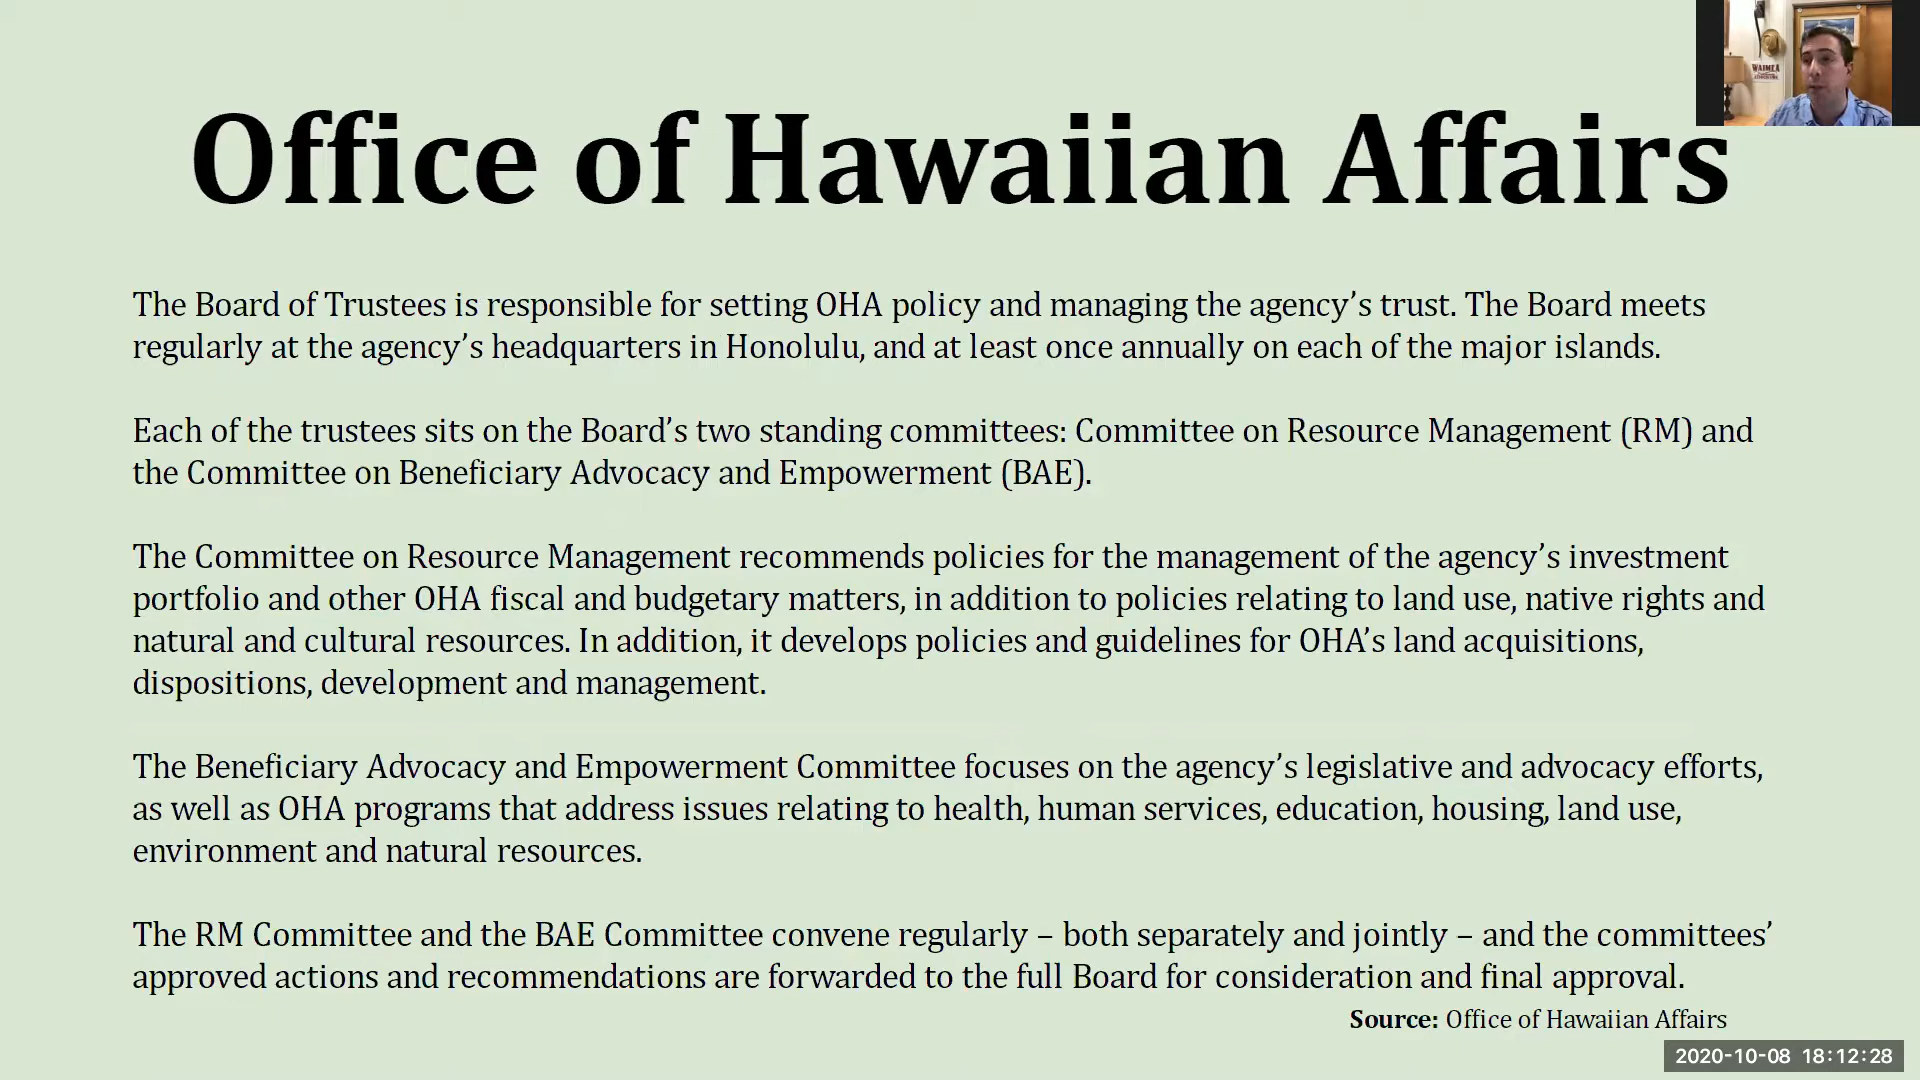 Office of Hawaiian Affairs
WAIMEA
The Board of Trustees is responsible for setting OHA policy and managing the agency’s trust. The Board meets
regularly at the agency’s headquarters in Honolulu, and at least once annually on each of the major islands.
Each of the trustees sits on the Board’s two standing committees: Committee on Resource Management (RM) and
the Committee on Beneficiary Advocacy and Empowerment (BAE).
The Committee on Resource Management recommends policies for the management of the agency’s investment
portfolio and other OHA fiscal and budgetary matters, in addition to policies relating to land use, native rights and
natural and cultural resources. In addition, it develops policies and guidelines for OHA’s land acquisitions,
dispositions, development and management.
The Beneficiary Advocacy and Empowerment Committee focuses on the agency’s legislative and advocacy efforts,
as well as OHA programs that address issues relating to health, human services, education, housing, land use,
environment and natural resources.
The RM Committee and the BAE Committee convene regularly – both separately and jointly – and the committees’
approved actions and recommendations are forwarded to the full Board for consideration and final approval.
Source: Office of Hawaiian Affairs
2020-10-08 18:12:28